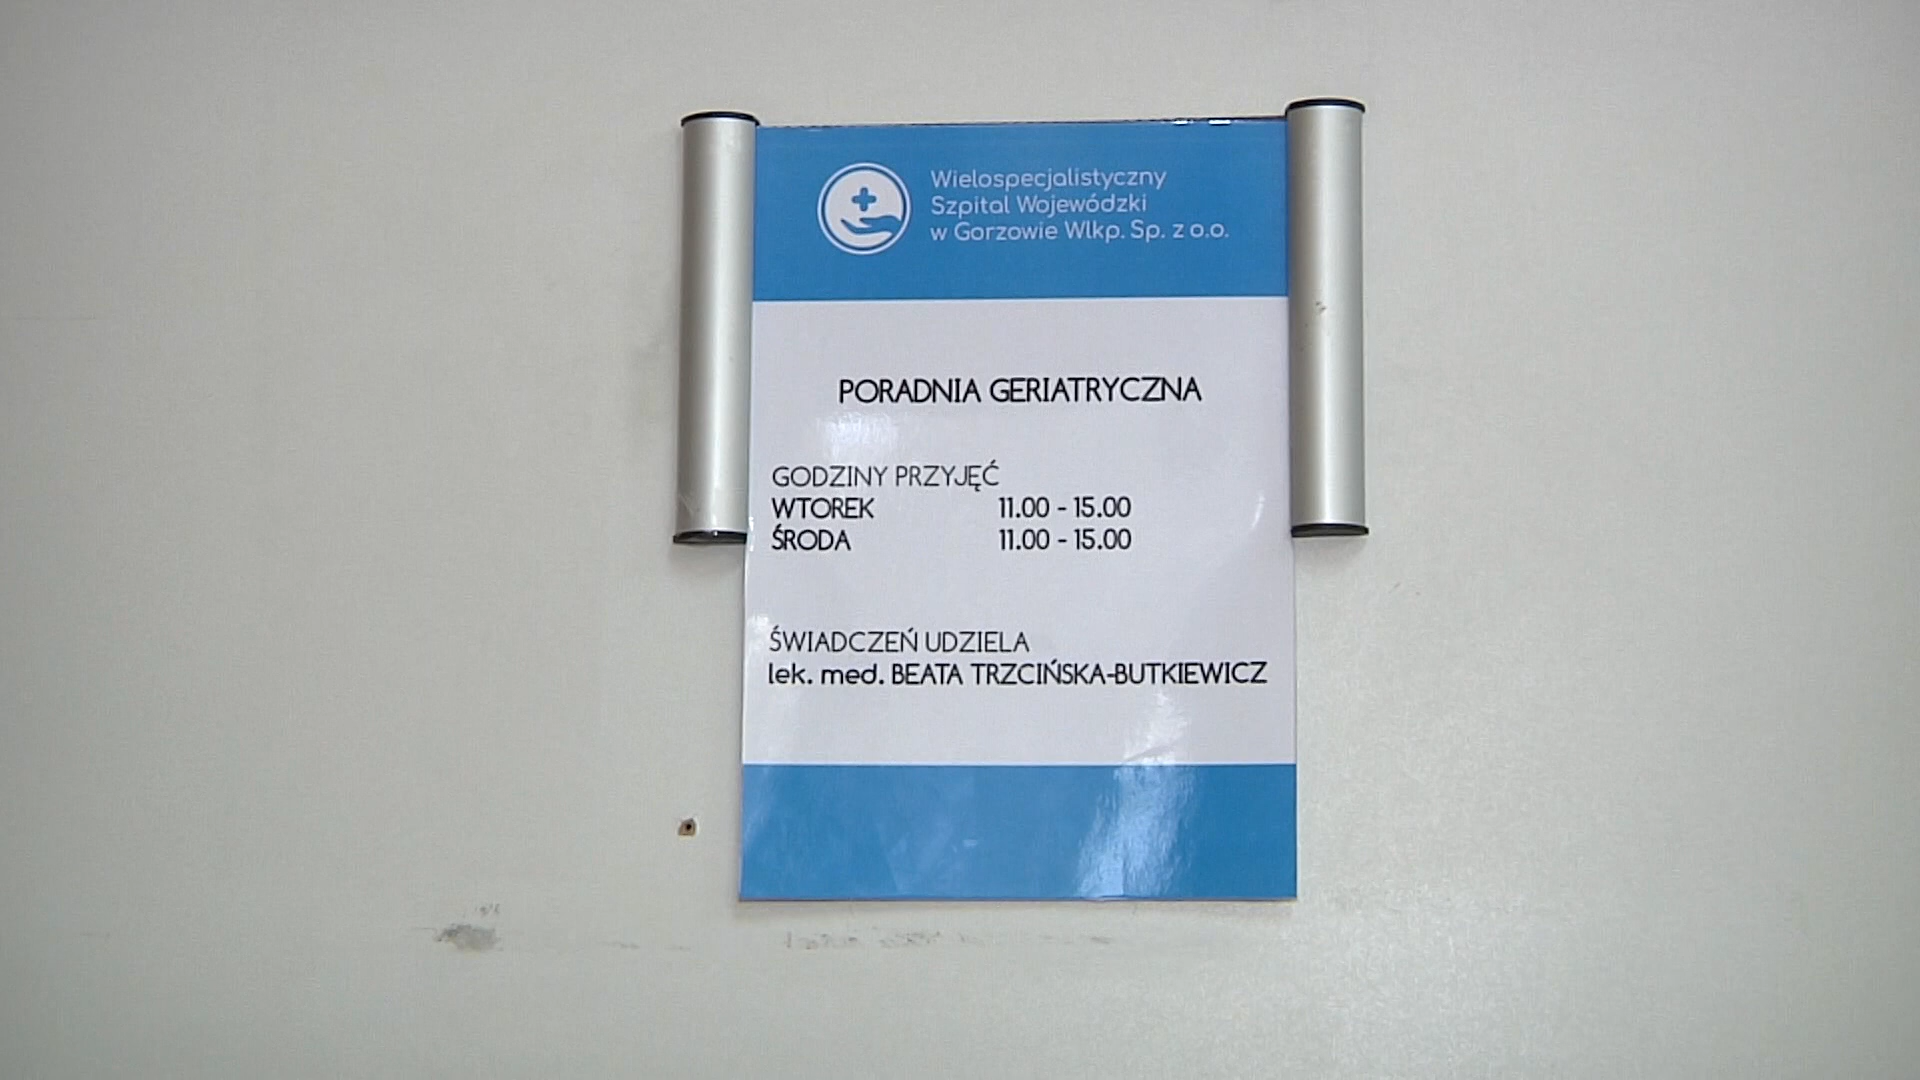 Wielospecjalistyczny
Szpital Wojewódzki
w Gorzowie Wlkp. Sp. z o.o.
PORADNIA GERIATRYCZNA
GODZINY PRZYJĘĆ
WTOREK 11.00 - 15.00
ŚRODA 11.00 - 15.00
ŚWIADCZEŃ UDZIELA
lek. med. BEATA TRZCIŃSKA-BUTKIEWICZ